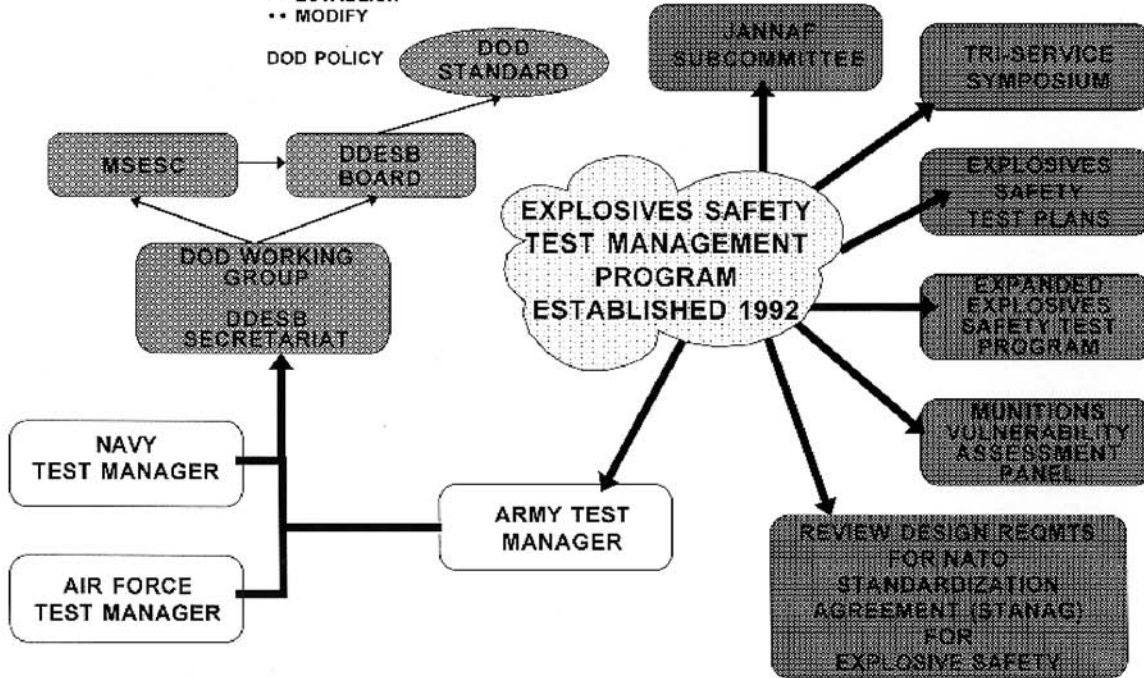 •• MODIFY
DOD POLICY
DOD
STANDARD
MSESC
DDESB
BOARD
DOD WORKING
GROUP
DDESB
SECRETARIAT
NAVY
TEST MANAGER
AIR FORCE
TEST MANAGER
ARMY TEST
MANAGER
EXPLOSIVES SAFETY
TEST MANAGEMENT
PROGRAM
ESTABLISHED 1992
JANNAF
SUBCOMMITTEE
TRI-SERVICE
SYMPOSIUM
EXPLOSIVES
SAFETY
TEST PLANS
EXPANDED
EXPLOSIVES
SAFETY TEST
PROGRAM
MUNITIONS
VULNERABILITY
ASSESSMENT
PANEL
REVIEW DESIGN REQMTS
FOR NATO
STANDARDIZATION
AGREEMENT (STANAG)
FOR
EXPLOSIVE SAFETY